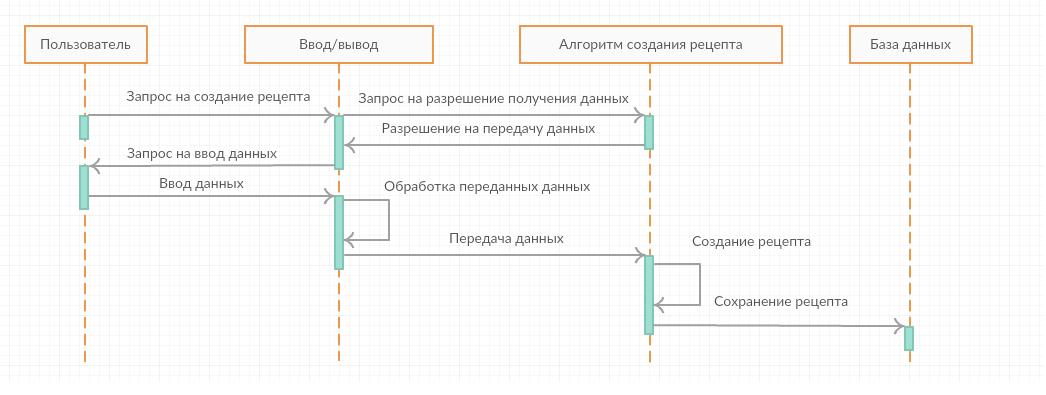 Пользователь
Ввод/вывод
Алгоритм создания рецепта
База данных
Запрос на создание рецепта
Запрос на разрешение получения данных
Разрешение на передачу данных
Запрос на ввод данных
Ввод данных
Обработка переданных данных
Передача данных
Создание рецепта
Сохранение рецепта